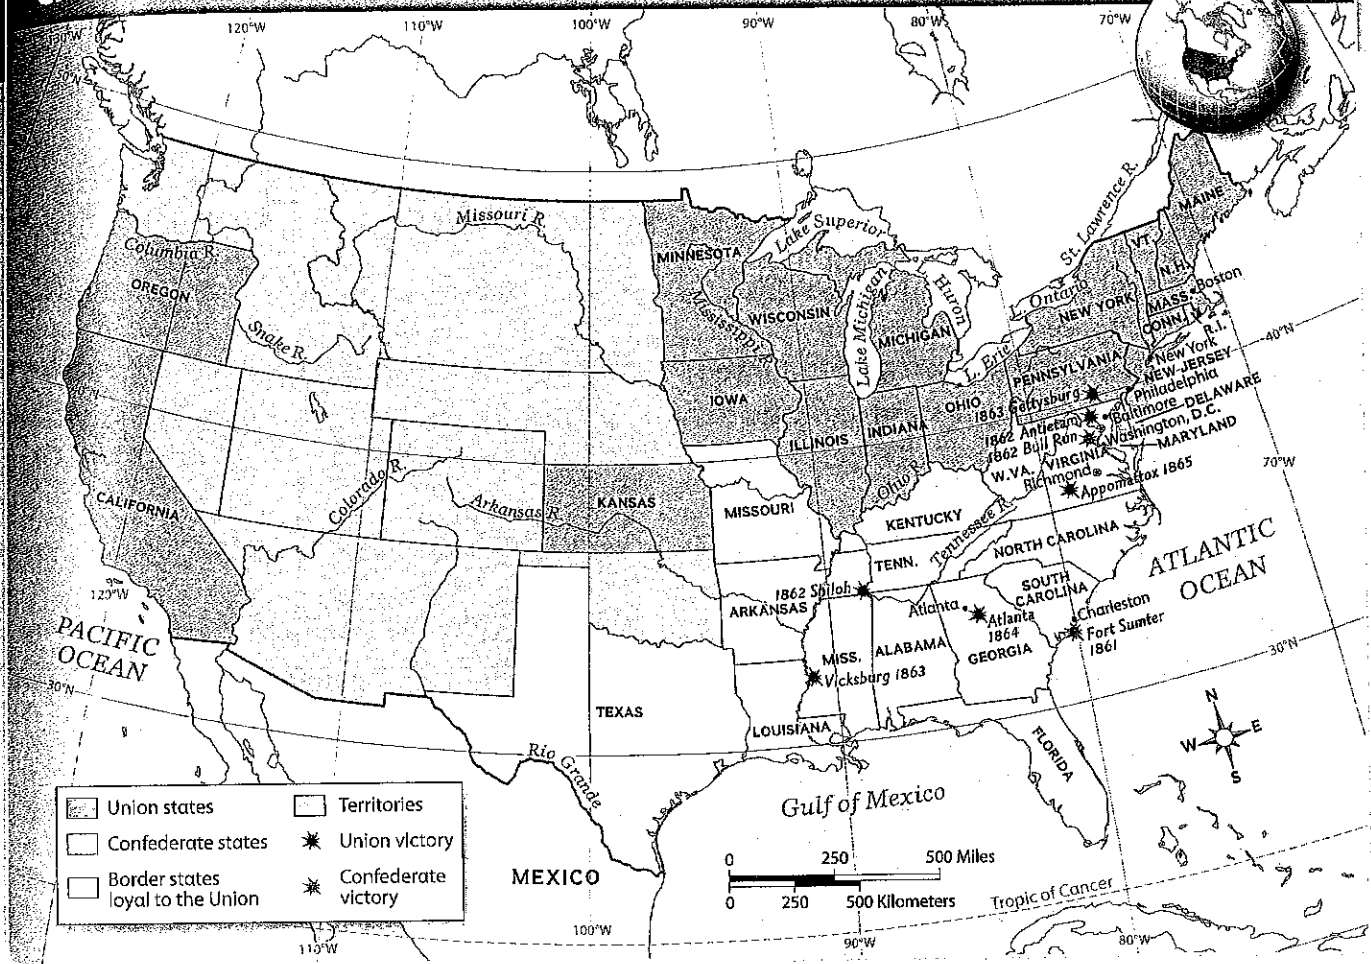 130°W
120°W
110°W
100°W
90°W
80°W
70°W
50°N
Missouri R.
Lake Superior
St. Lawrence R.
MAINE
Columbia R.
OREGON
MINNESOTA
VT.
N.H.
Boston
Mississippi R.
WISCONSIN
Lake Michigan
MICHIGAN
Huron
Ontario
NEW YORK
MASS.
CONN.
R.I.
40°N
Snake R.
L. Erie
PENNSYLVANIA
New York
NEW JERSEY
Philadelphia
IOWA
OHIO
1863 Gettysburg
Baltimore
DELAWARE
ILLINOIS
INDIANA
1862 Antietam
1862 Bull Run
Washington, D.C.
MARYLAND
W.VA.
VIRGINIA
Richmond
Appomattox 1865
70°W
Colorado R.
Arkansas R.
KANSAS
Ohio R.
CALIFORNIA
MISSOURI
KENTUCKY
Tennessee R.
NORTH CAROLINA
TENN.
ATLANTIC
OCEAN
120°W
1862 Shiloh
ARKANSAS
SOUTH
CAROLINA
Atlanta
Atlanta
1864
Charleston
Fort Sumter
1861
PACIFIC
OCEAN
30°N
MISS.
ALABAMA
GEORGIA
30°N
Vicksburg 1863
TEXAS
LOUISIANA
FLORIDA
Rio Grande
N
W
E
S
Gulf of Mexico
Union states
Territories
Confederate states
Union victory
Border states
loyal to the Union
Confederate
victory
MEXICO
0 250 500 Miles
0 250 500 Kilometers
Tropic of Cancer
110°W
100°W
90°W
80°W